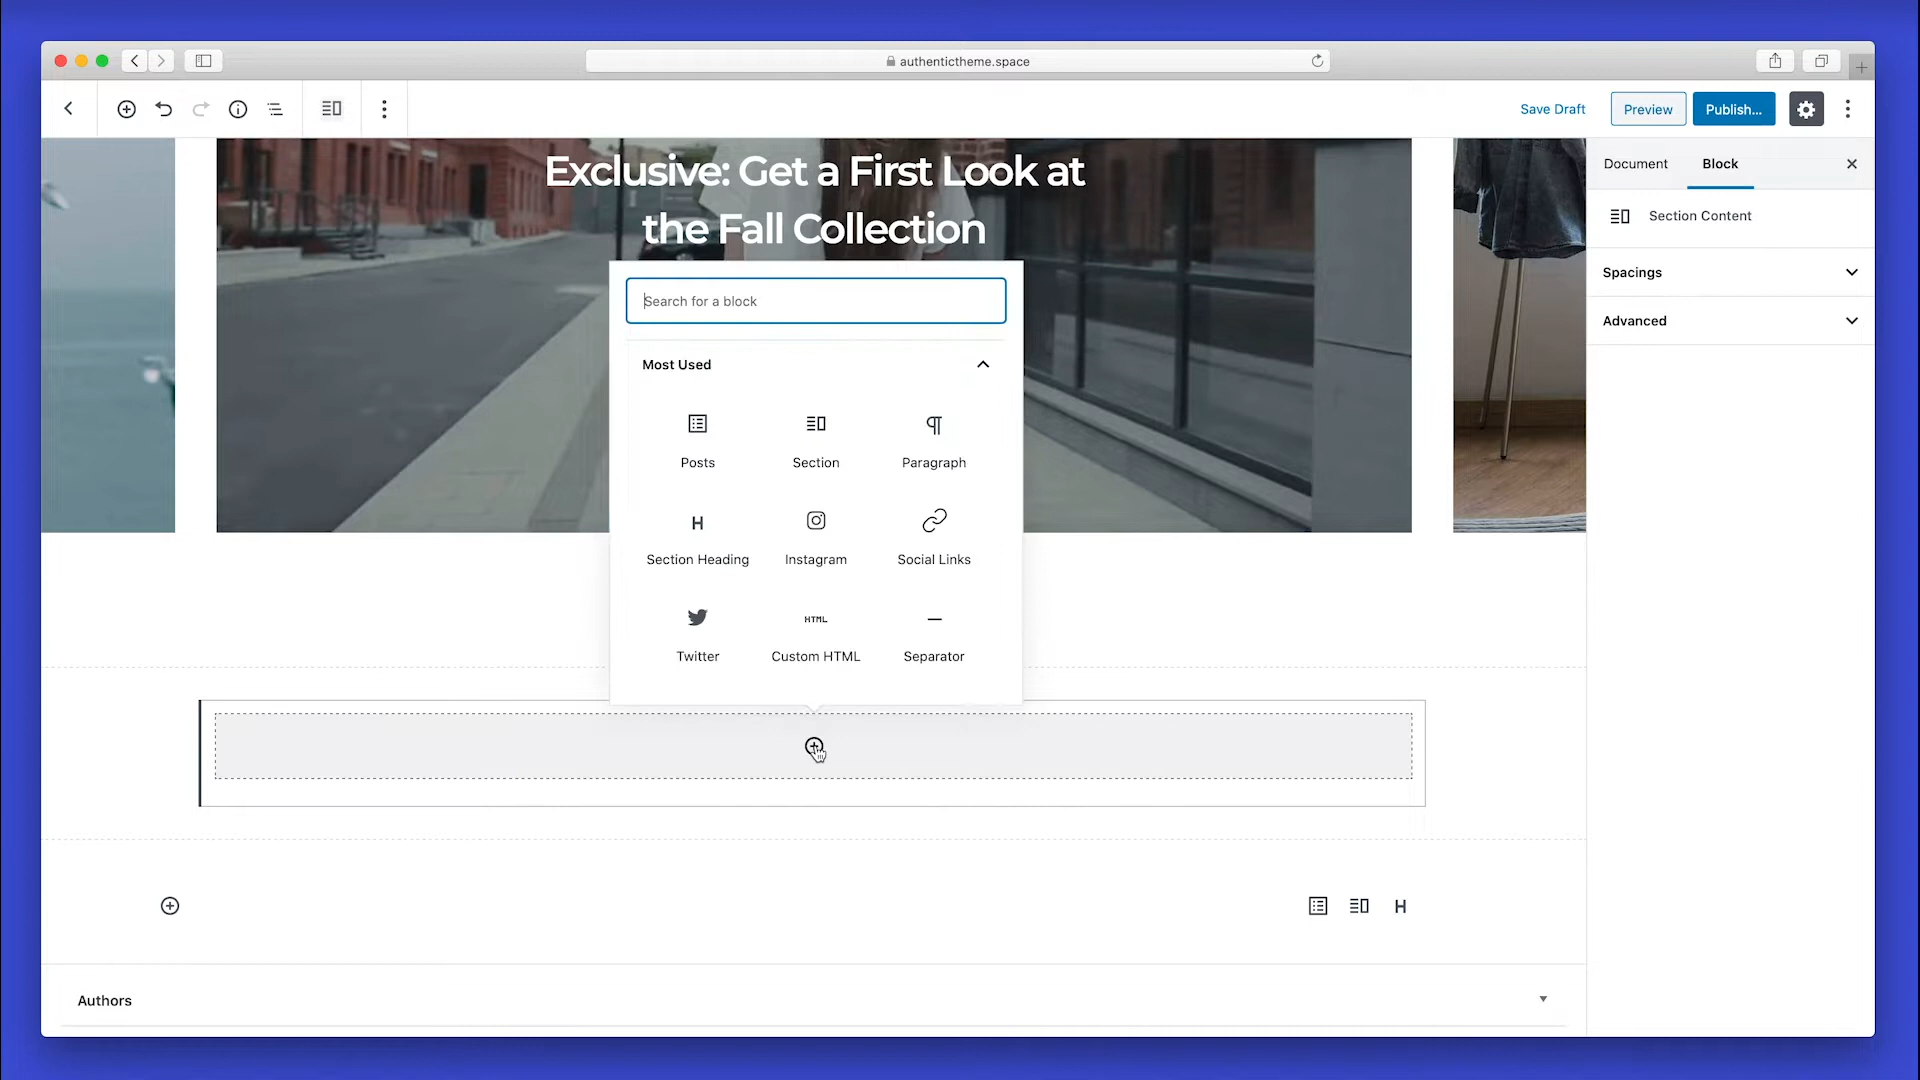 authentictheme.space
Save Draft
Preview
Publish...
Exclusive: Get a First Look at
the Fall Collection
Document
Block
Section Content
Spacings
Advanced
Search for a block
Most Used
Posts
Section
Paragraph
H
Section Heading
Instagram
Social Links
Twitter
HTML
Custom HTML
Separator
H
Authors